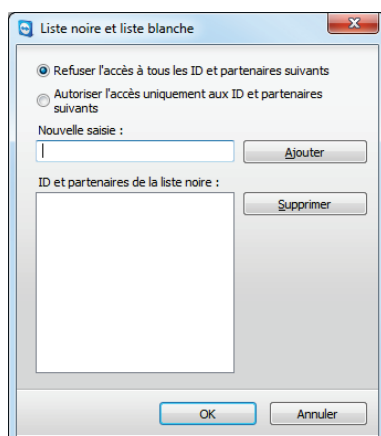 Liste noire et liste blanche
Refuser l'accès à tous les ID et partenaires suivants
Autoriser l'accès uniquement aux ID et partenaires
suivants
Nouvelle saisie :
Ajouter
ID et partenaires de la liste noire :
Supprimer
OK
Annuler